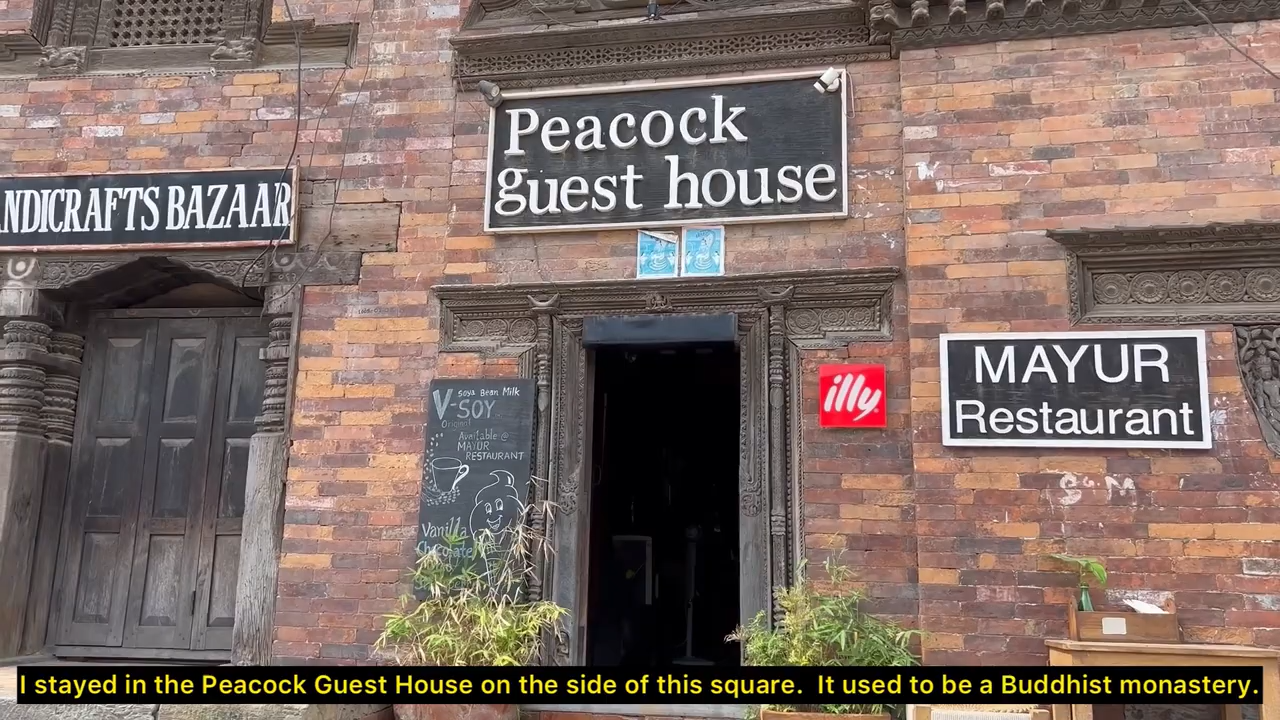 Peacock
guest house
NDICRAFTS BAZAAR
illy
MAYUR
Restaurant
Soya Bean Milk
V-SOY
Original
Available @
MAYUR
RESTAURANT
Vanilla
Chocolate
I stayed in the Peacock Guest House on the side of this square.  It used to be a Buddhist monastery.